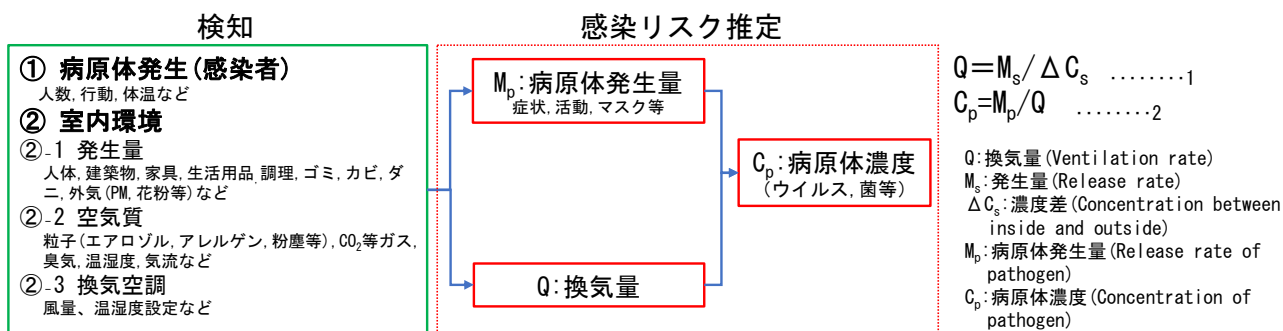 検知
① 病原体発生(感染者)
人数, 行動, 体温など
② 室内環境
②-1 発生量
人体, 建築物, 家具, 生活用品, 調理, ゴミ, カビ, ダ
ニ, 外気(PM, 花粉等)など
②-2 空気質
粒子(エアロゾル, アレルゲン, 粉塵等), CO₂等ガス,
臭気, 温湿度, 気流など
②-3 換気空調
風量、温湿度設定など
感染リスク推定
Mₚ:病原体発生量
症状, 活動, マスク等
Cₚ:病原体濃度
(ウイルス, 菌等)
Q:換気量
Q=Mₛ/ΔCₛ ........1
Cₚ=Mₚ/Q ........2
Q:換気量(Ventilation rate)
Mₛ:発生量(Release rate)
ΔCₛ:濃度差(Concentration between
inside and outside)
Mₚ:病原体発生量(Release rate of
pathogen)
Cₚ:病原体濃度(Concentration of
pathogen)